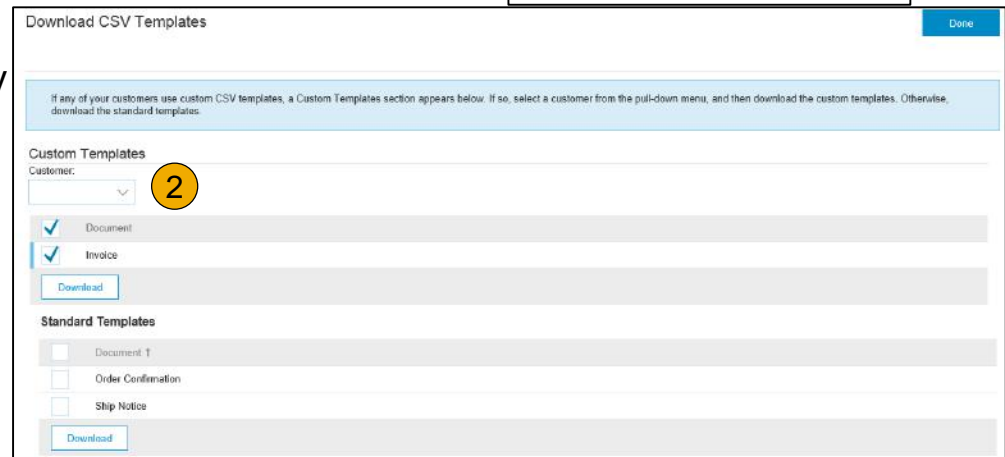 Download CSV Templates
Done
If any of your customers use custom CSV templates, a Custom Templates section appears below. If so, select a customer from the pull-down menu, and then download the custom templates. Otherwise,
download the standard templates.
Custom Templates
Customer:
2
Document
Invoice
Download
Standard Templates
Document ↑
Order Confirmation
Ship Notice
Download